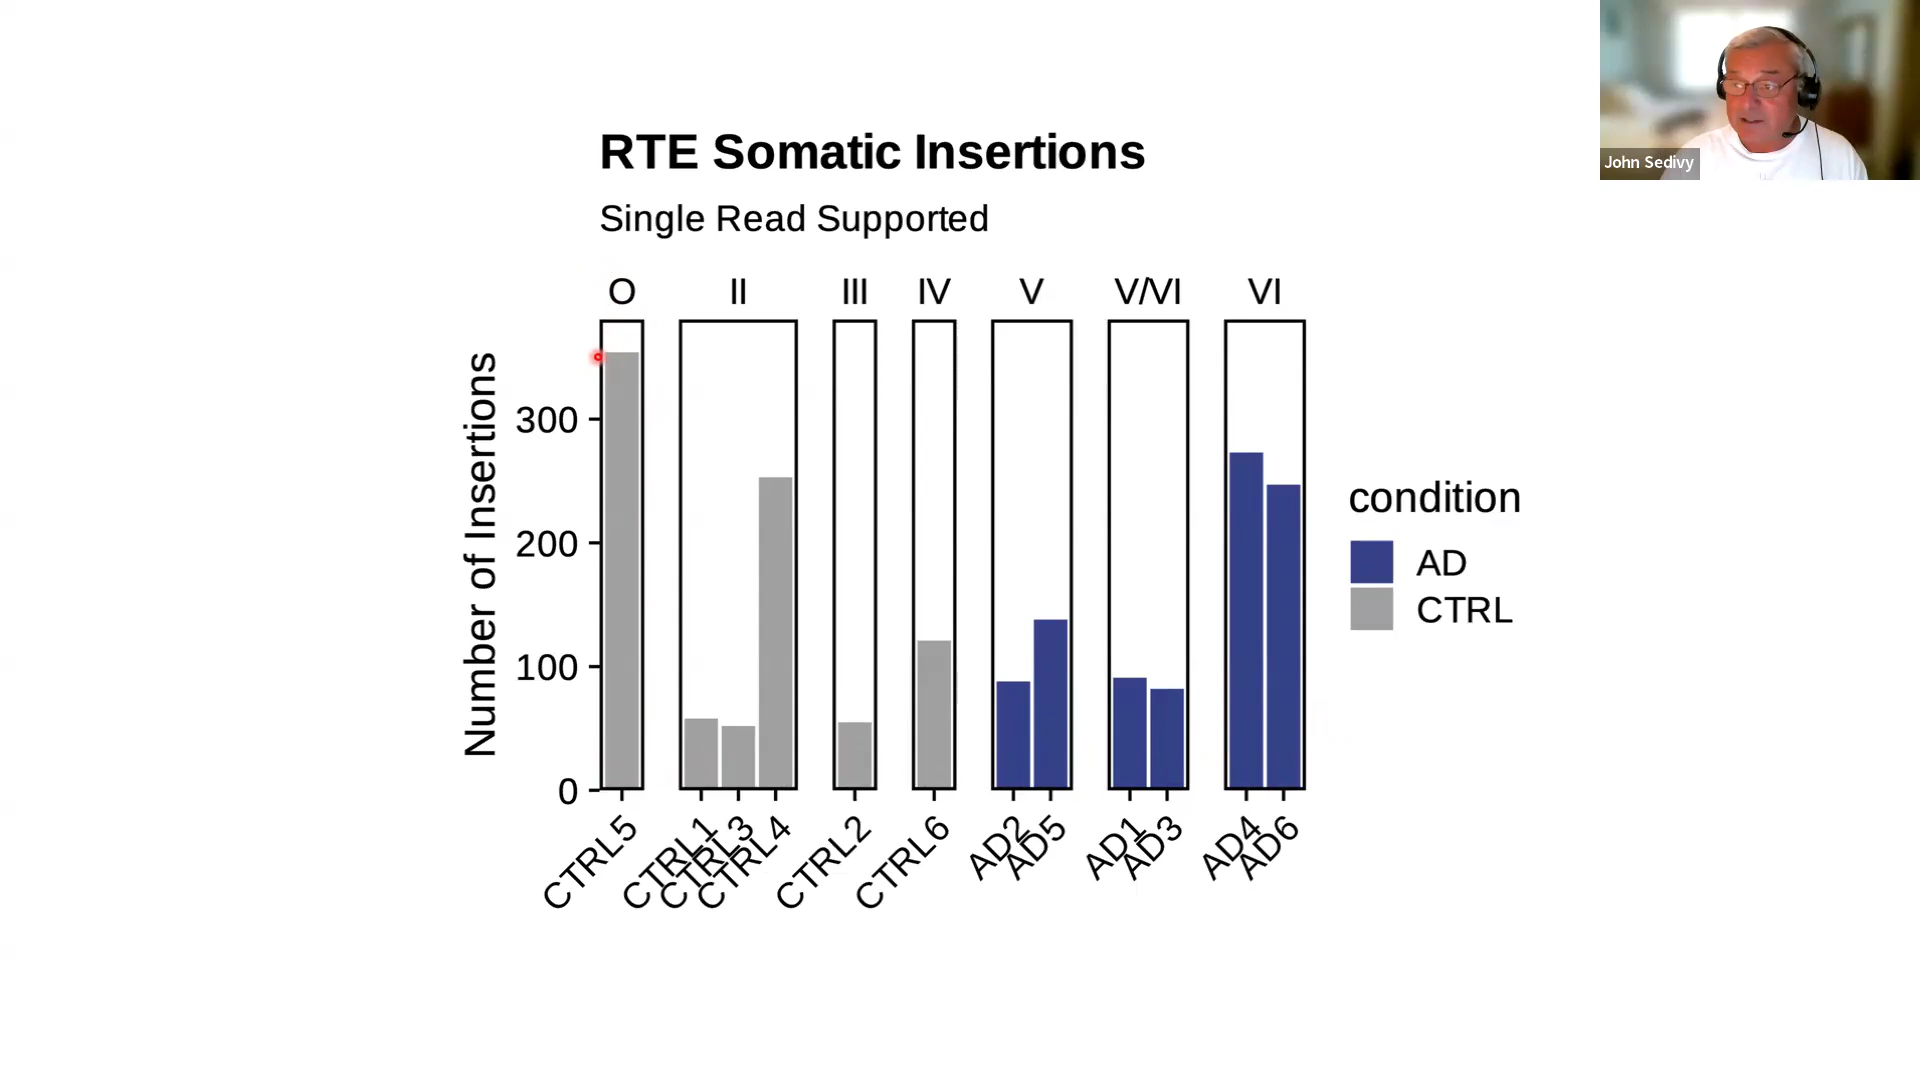 John Sedivy
RTE Somatic Insertions
Single Read Supported
O II III IV V V/VI VI
Number of Insertions
300
200
100
0
CTRL5 CTRL1 CTRL3 CTRL4 CTRL2 CTRL6 AD2 AD5 AD1 AD3 AD4 AD6
condition
AD
CTRL